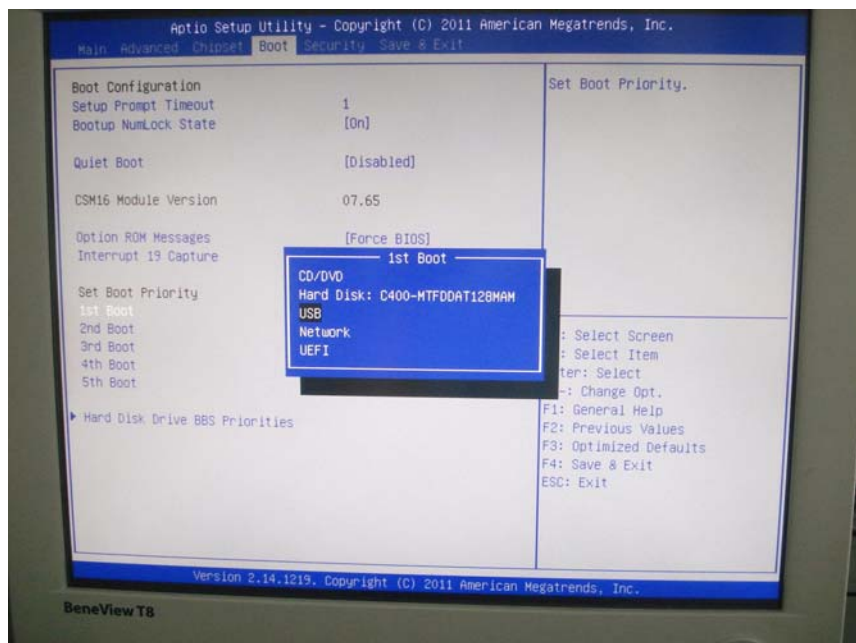 Aptio Setup Utility - Copyright (C) 2011 American Megatrends, Inc.
Main Advanced Chipset Boot Security Save & Exit
Boot Configuration
Setup Prompt Timeout 1
Bootup NumLock State [On]
Quiet Boot [Disabled]
CSM16 Module Version 07.65
Option ROM Messages [Force BIOS]
Interrupt 19 Capture
Set Boot Priority
1st Boot
2nd Boot
3rd Boot
4th Boot
5th Boot
Hard Disk Drive BBS Priorities
1st Boot
CD/DVD
Hard Disk: C400-MTFDDAT128MAM
USB
Network
UEFI
Set Boot Priority.
: Select Screen
: Select Item
ter: Select
-: Change Opt.
F1: General Help
F2: Previous Values
F3: Optimized Defaults
F4: Save & Exit
ESC: Exit
Version 2.14.1219. Copyright (C) 2011 American Megatrends, Inc.
BeneView T8